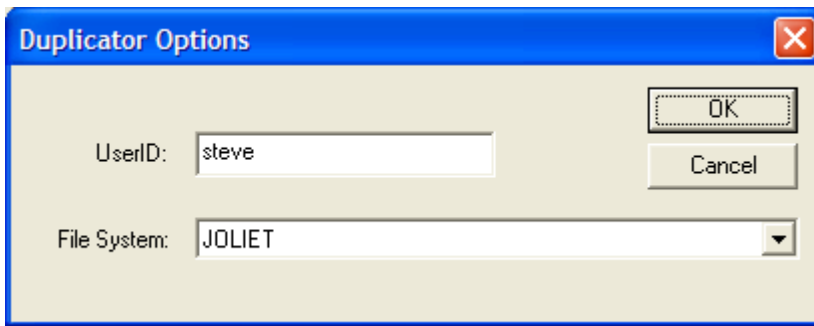 Duplicator Options
OK
UserID: steve
Cancel
File System: JOLIET